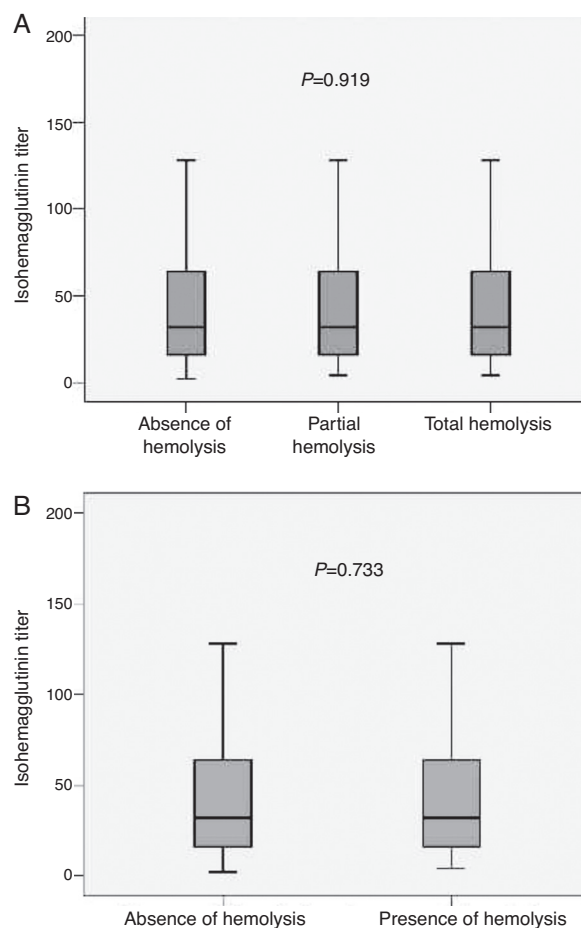 A
200
150
100
50
0
Isohemagglutinin titer
P=0.919
Absence of
hemolysis
Partial
hemolysis
Total hemolysis
B
200
150
100
50
0
Isohemagglutinin titer
P=0.733
Absence of hemolysis
Presence of hemolysis